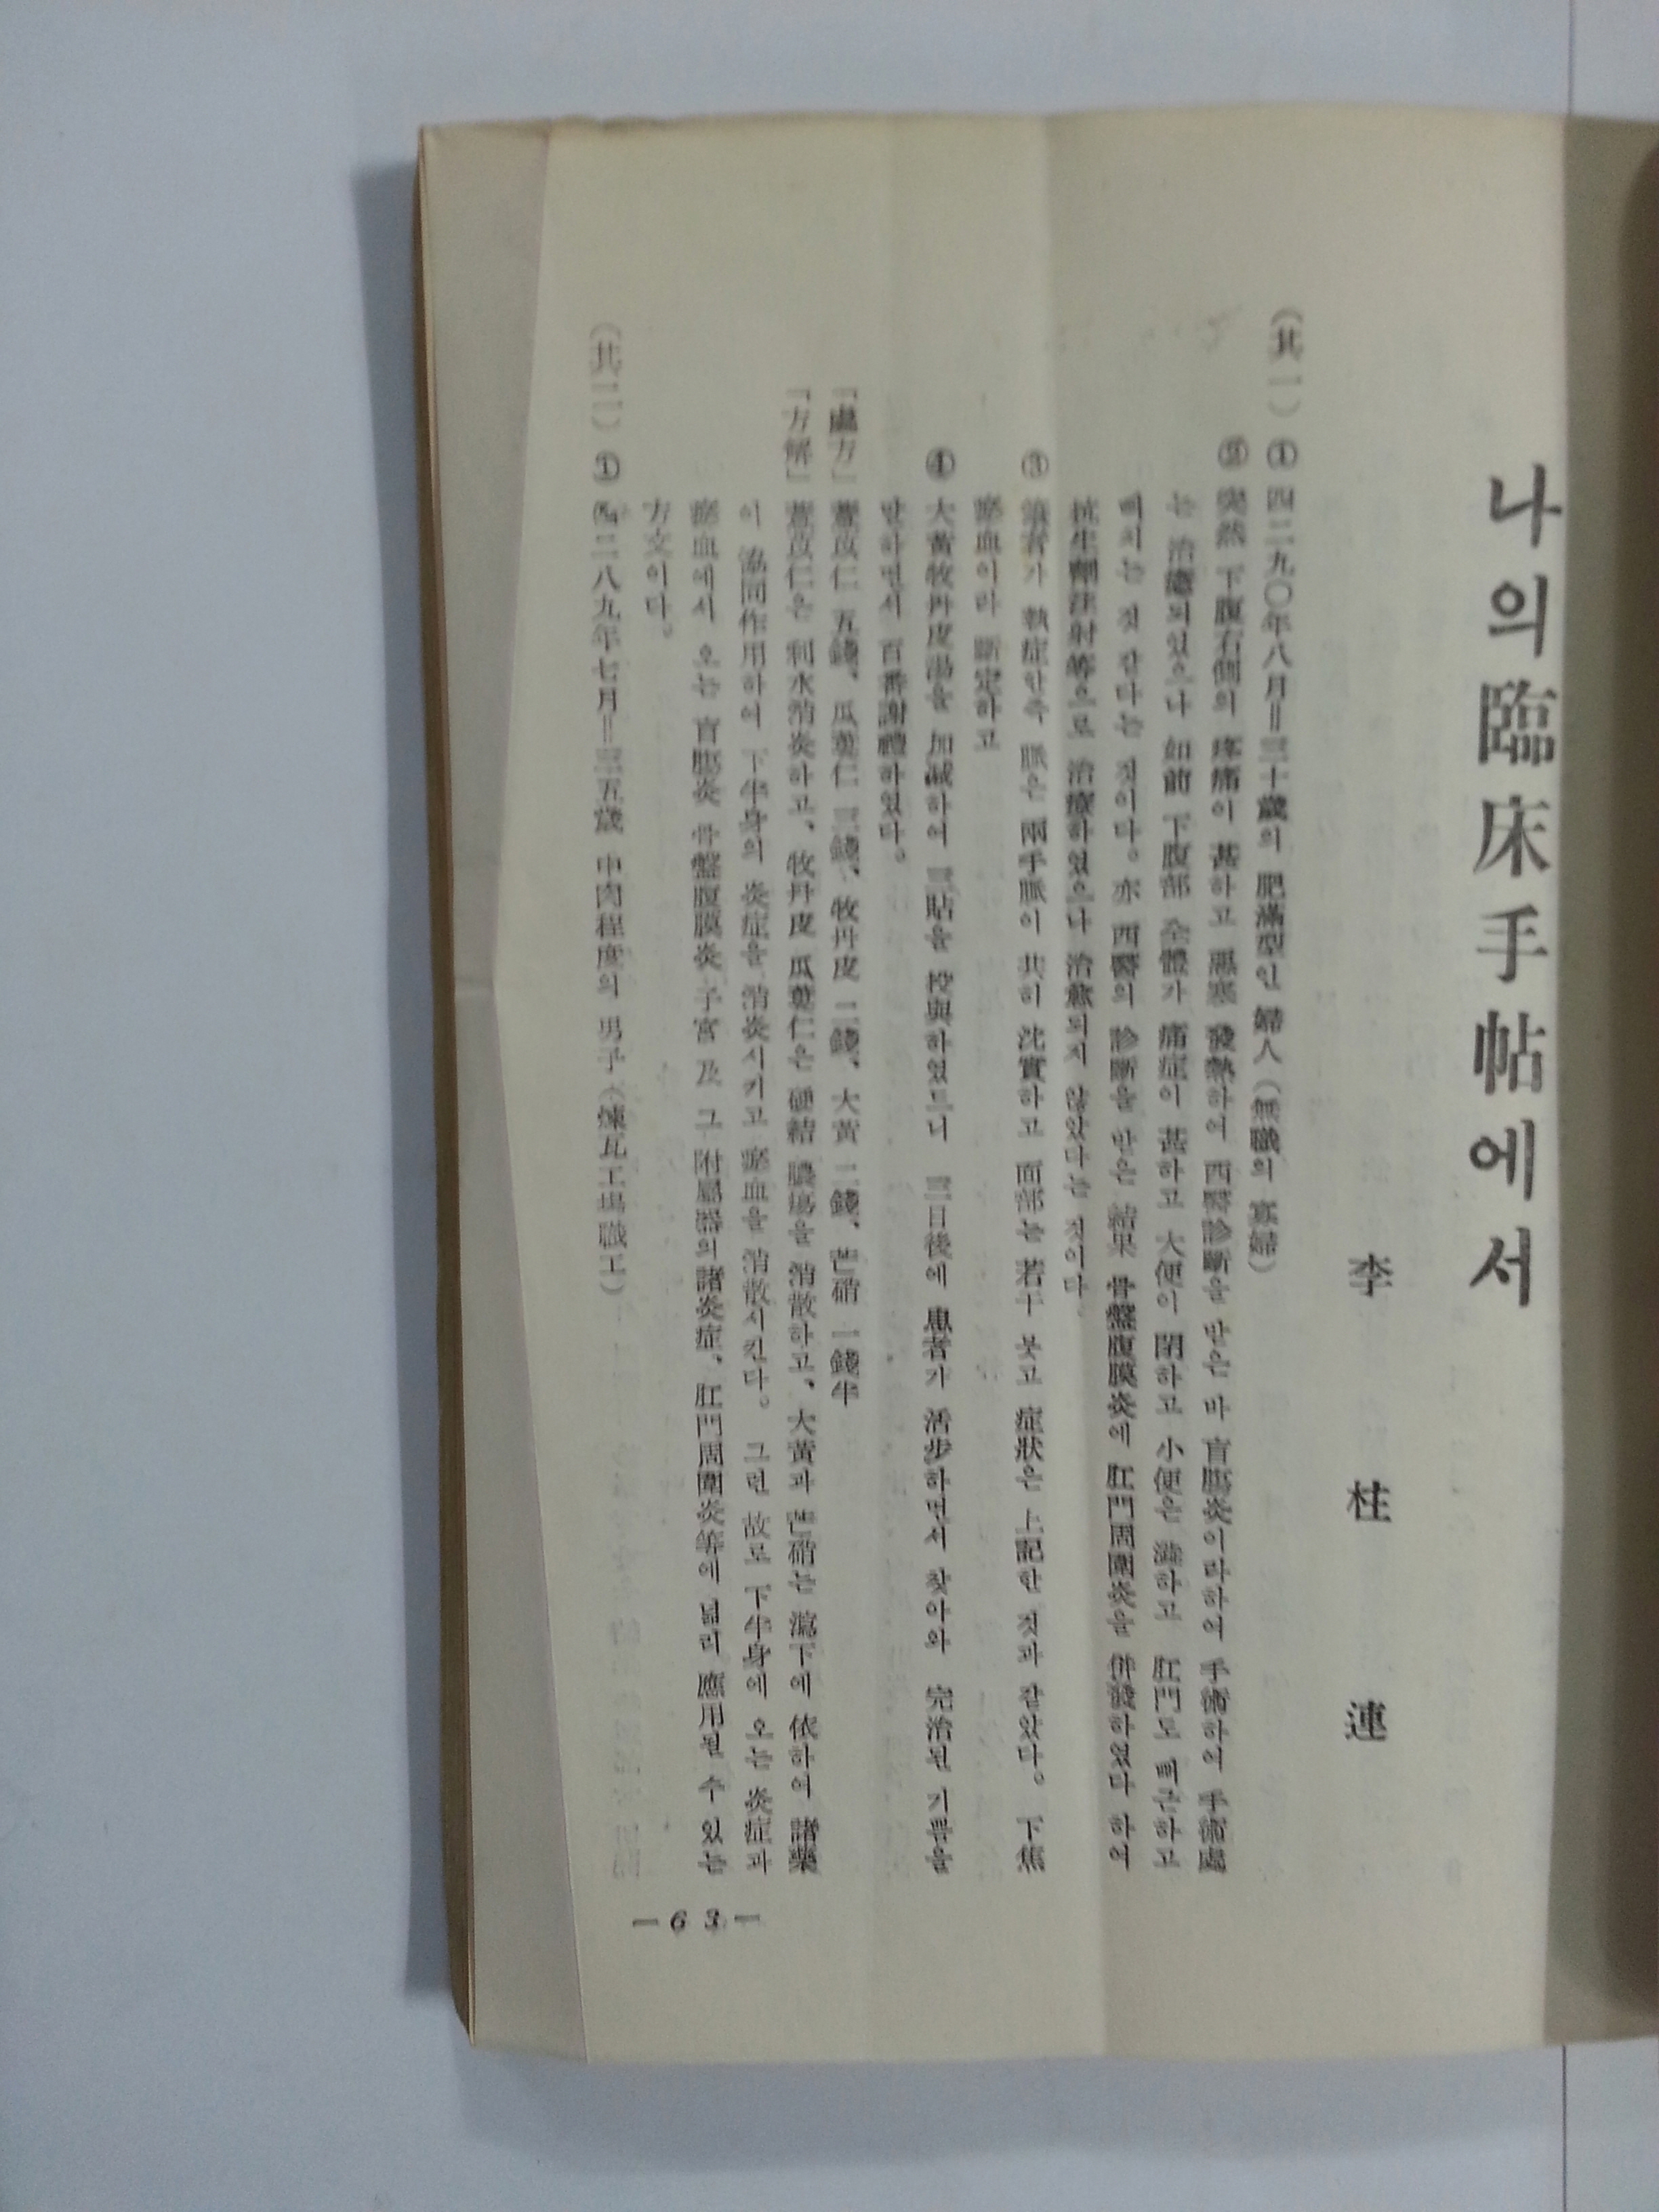 나의 臨床手帖에서
李桂連
(其一) ① 四二九〇年八月=三十歲의 肥滿型인 婦人(無職의 寡婦)
② 突然 下腹右側의 疼痛이 甚하고 惡寒 發熱하여 西醫診斷을 받은 바 盲膓炎이라하여 手術하여 手術處
는 治癒되었으나 如前 下腹部 全體가 痛症이 甚하고 大便이 閉하고 小便은 澁하고 肛門도 뻐근하고
뻐치는 것 같다는 것이다。亦 西醫의 診斷을 받은 結果 骨盤腹膜炎에 肛門周圍炎을 併發하였다 하여
抗生劑注射等으로 治療하였으나 治癒되지 않았다는 것이다。
③ 筆者가 執症한즉 脈은 兩手脈이 共히 沈實하고 面部는 若干 붓고 症狀은 上記한 것과 같았다。下焦
瘀血이라 斷定하고
④ 大黃牧丹皮湯을 加減하여 三貼을 投與하였드니 三日後에 患者가 活步하면서 찾아와 完治된 기쁨을
말하면서 百番謝禮하였다。
「處方」 薏苡仁 五錢、瓜蔞仁 三錢、牧丹皮 二錢、大黃 二錢、芒硝 一錢半
「方解」 薏苡仁은 利水消炎하고、牧丹皮 瓜蔞仁은 硬結 膿瘍을 消散하고、大黃과 芒硝는 瀉下에 依하여 諸藥
이 協同作用하여 下半身의 炎症을 消炎시키고 瘀血을 消散시킨다。그런 故로 下半身에 오는 炎症과
瘀血에서 오는 盲膓炎 骨盤腹膜炎 子宮 及 그 附屬器의 諸炎症、肛門周圍炎等에 널리 應用될 수 있는
方文이다。
(其二) ① 四二八九年七月=三五歲 中肉程度의 男子(煉瓦工場職工)
—63—